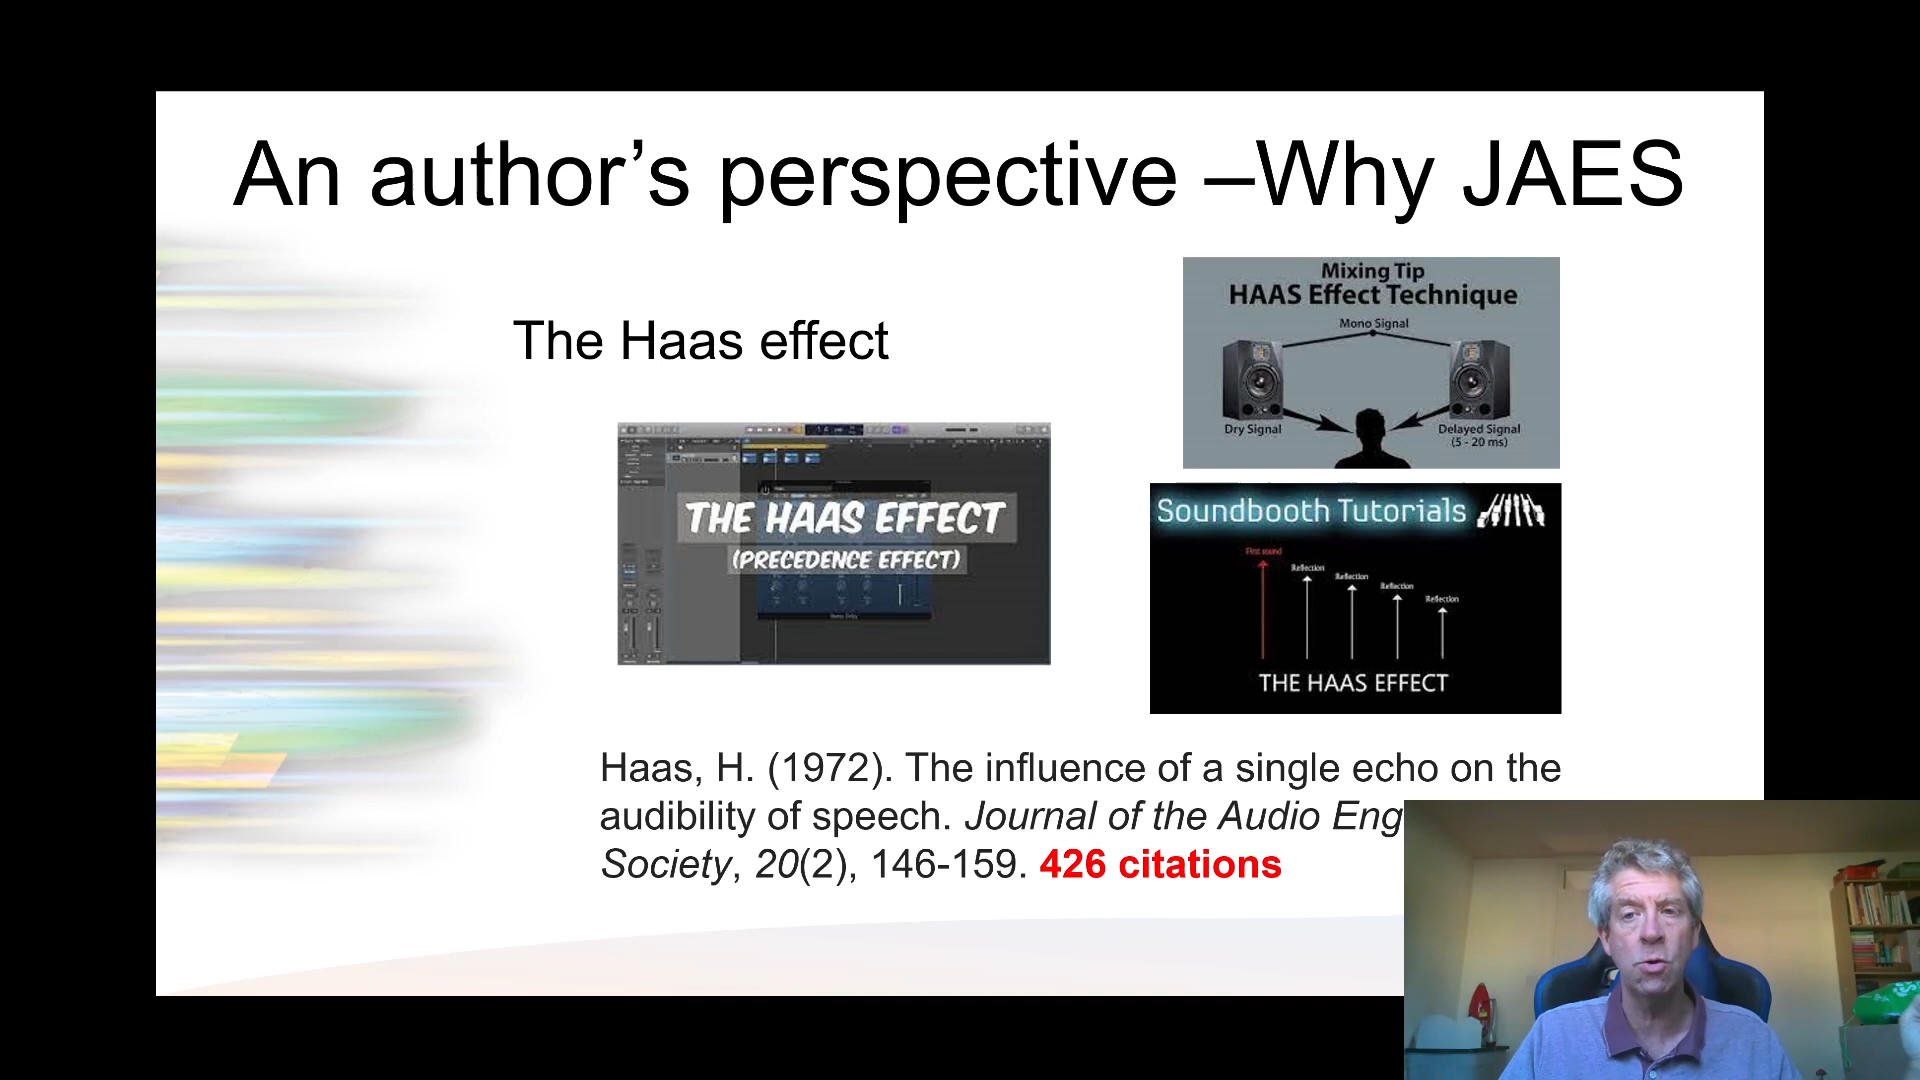 An author’s perspective –Why JAES
The Haas effect
Mixing Tip
HAAS Effect Technique
Mono Signal
Dry Signal
Delayed Signal
(5 - 20 ms)
THE HAAS EFFECT
(PRECEDENCE EFFECT)
Soundbooth Tutorials
First sound
Reflection
Reflection
Reflection
Reflection
THE HAAS EFFECT
Haas, H. (1972). The influence of a single echo on the
audibility of speech. Journal of the Audio Eng
Society, 20(2), 146-159. 426 citations